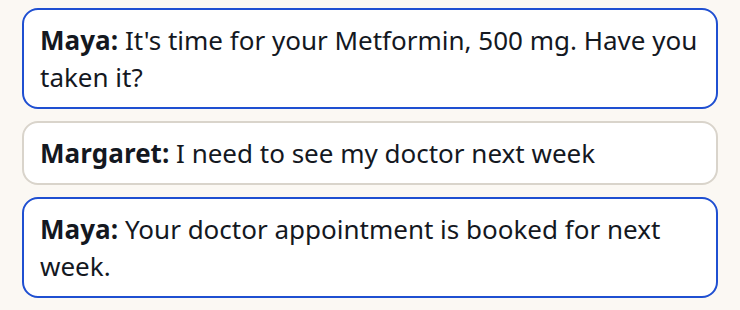 Maya: It's time for your Metformin, 500 mg. Have you
taken it?
Margaret: I need to see my doctor next week
Maya: Your doctor appointment is booked for next
week.